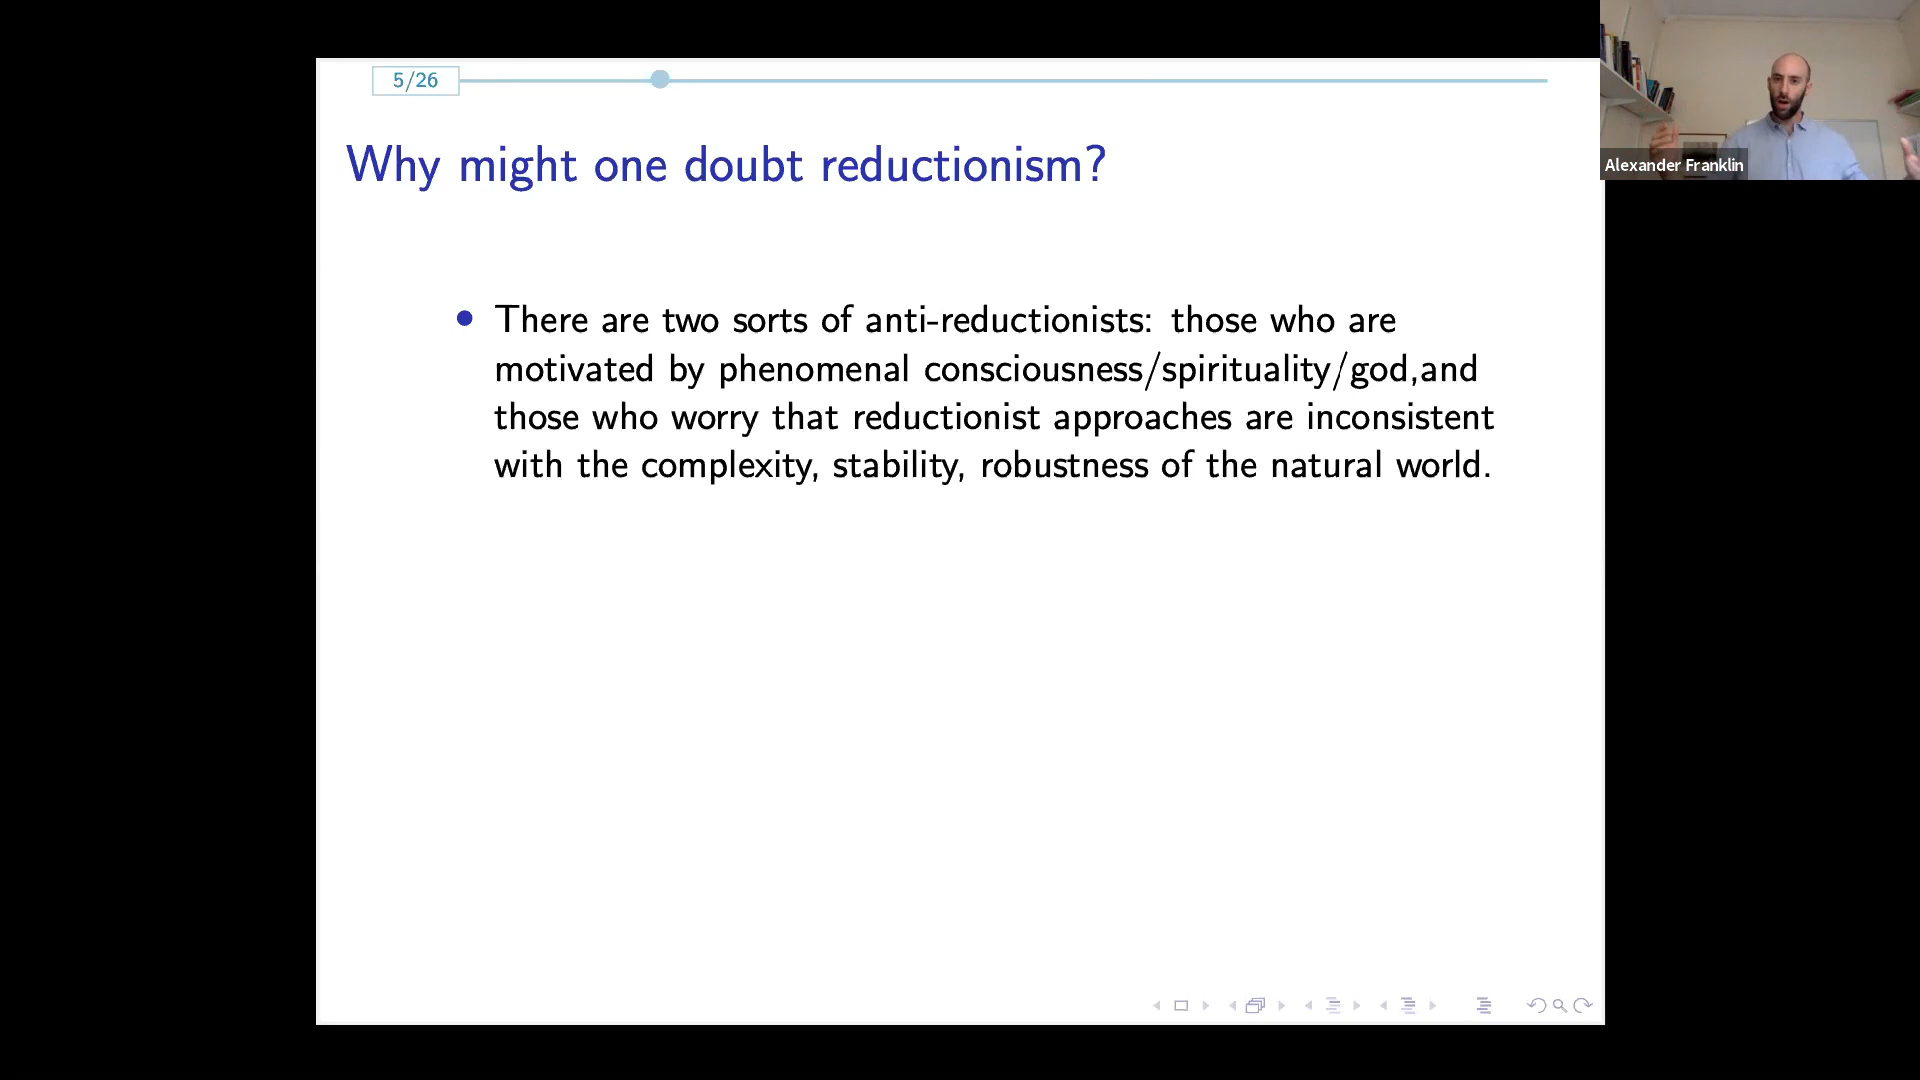 5/26
Why might one doubt reductionism?
• There are two sorts of anti-reductionists: those who are
motivated by phenomenal consciousness/spirituality/god,and
those who worry that reductionist approaches are inconsistent
with the complexity, stability, robustness of the natural world.
Alexander Franklin